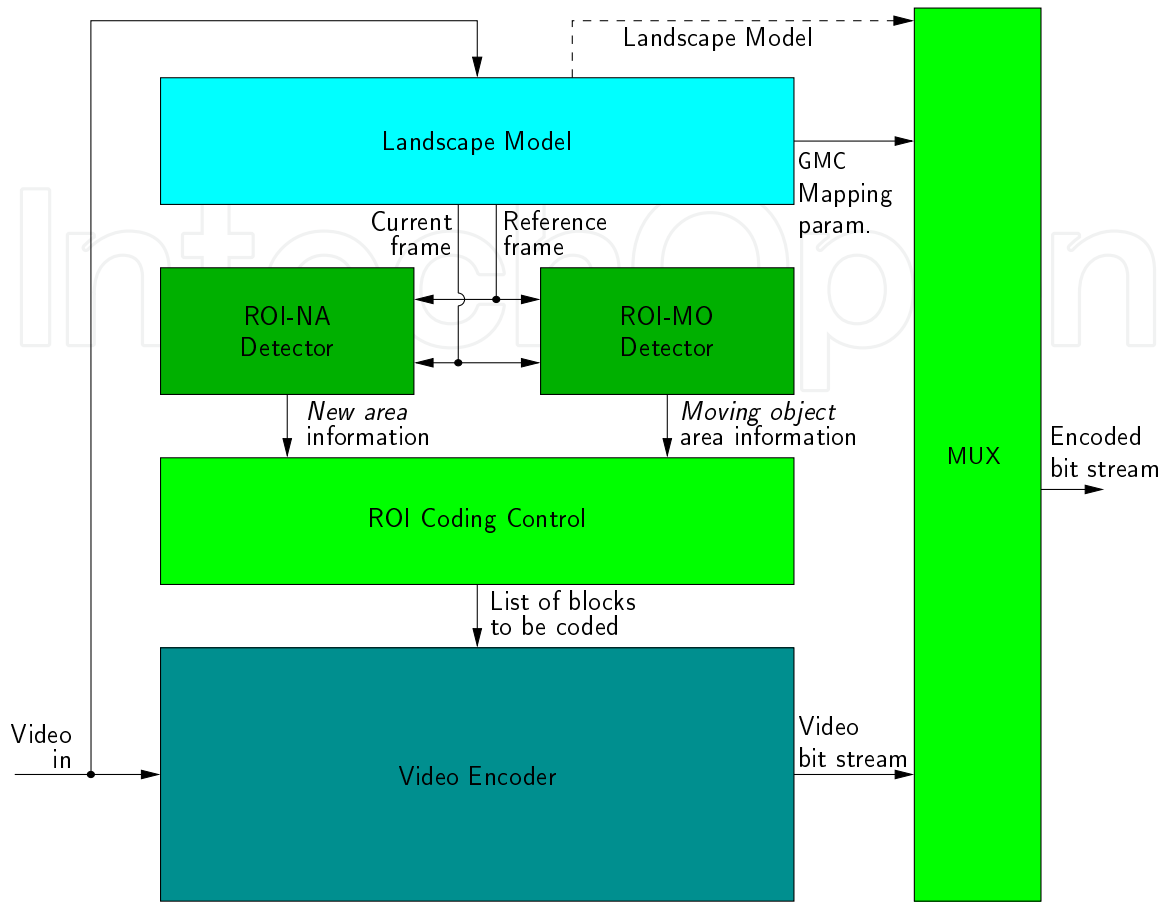 Landscape Model
Landscape Model
GMC
Mapping
param.
Current
frame
Reference
frame
IntechOpen
ROI-NA
Detector
ROI-MO
Detector
New area
information
Moving object
area information
MUX
Encoded
bit stream
ROI Coding Control
List of blocks
to be coded
Video
in
Video Encoder
Video
bit stream